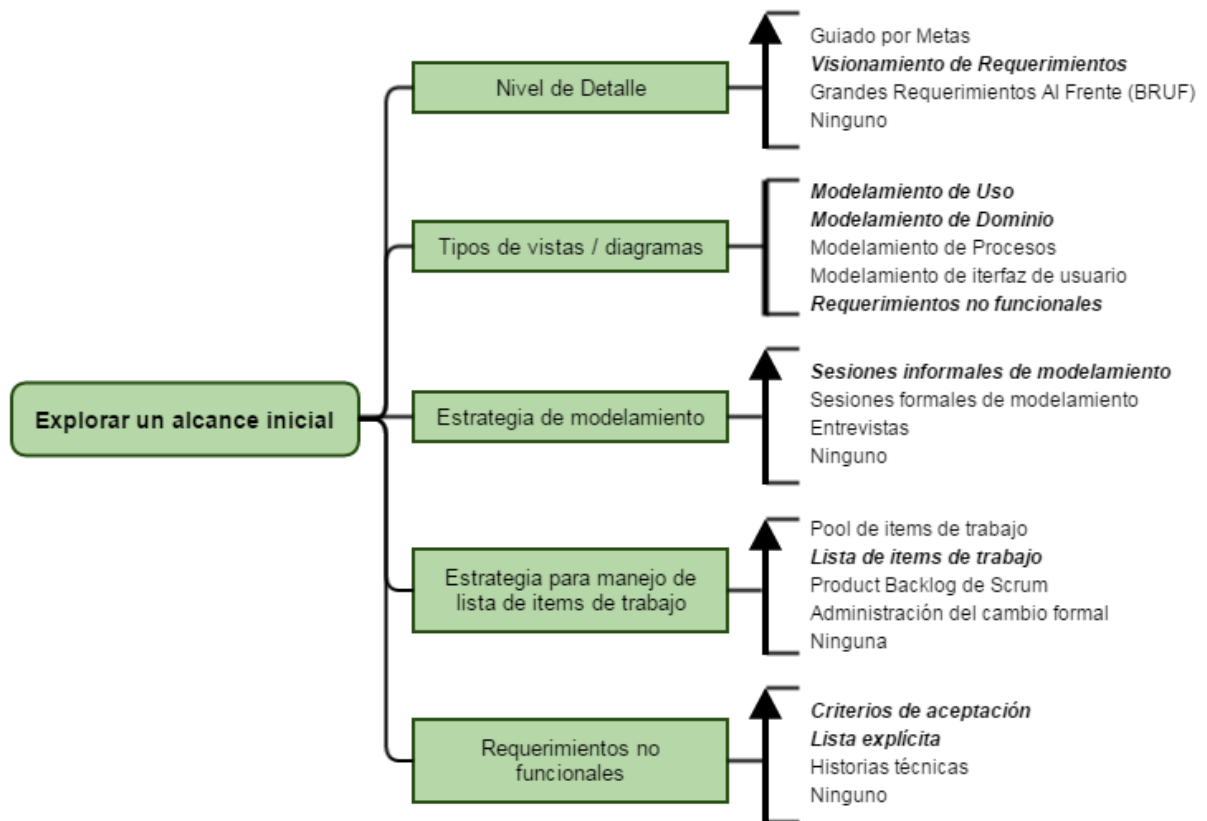 Explorar un alcance inicial
Nivel de Detalle
Guiado por Metas
Visionamiento de Requerimientos
Grandes Requerimientos Al Frente (BRUF)
Ninguno
Tipos de vistas / diagramas
Modelamiento de Uso
Modelamiento de Dominio
Modelamiento de Procesos
Modelamiento de iterfaz de usuario
Requerimientos no funcionales
Estrategia de modelamiento
Sesiones informales de modelamiento
Sesiones formales de modelamiento
Entrevistas
Ninguno
Estrategia para manejo de
lista de items de trabajo
Pool de items de trabajo
Lista de items de trabajo
Product Backlog de Scrum
Administración del cambio formal
Ninguna
Requerimientos no
funcionales
Criterios de aceptación
Lista explícita
Historias técnicas
Ninguno